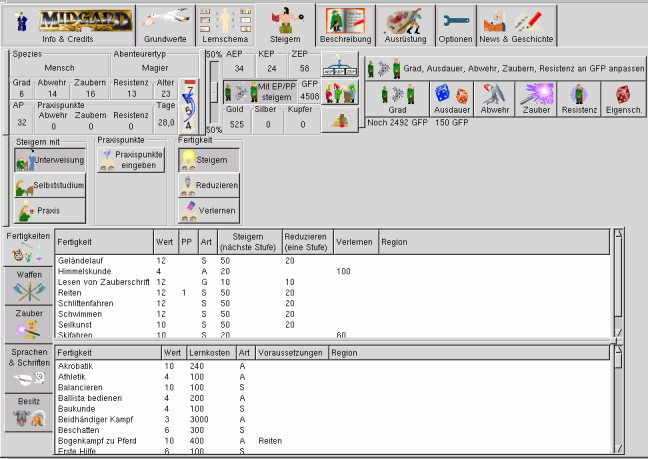 MIDGARD
Info & Credits
Grundwerte
Lernschema
Steigern
Beschreibung
Ausrüstung
Optionen
News & Geschichte
Spezies
Mensch
Abenteurertyp
Magier
Grad Abwehr Zaubern Resistenz Alter
6 14 16 13 23
AP Praxispunkte Tage
Abwehr Zaubern Resistenz
32 0 0 0 28,0
50%
50%
AEP KEP ZEP
34 24 58
Mit EP/PP
steigern
GFP
4508
Gold Silber Kupfer
525 0 0
AEP KEP ZEP
Grad, Ausdauer, Abwehr, Zaubern, Resistenz an GFP anpassen
Grad Ausdauer Abwehr Zauber Resistenz Eigensch.
Noch 2492 GFP 150 GFP
Steigern mit
Unterweisung
Selbststudium
Praxis
Praxispunkte
Praxispunkte
eingeben
Fertigkeit
Steigern
Reduzieren
Verlernen
Fertigkeiten
Waffen
Zauber
Sprachen
& Schriften
Besitz
Fertigkeit Wert PP Art Steigern (nächste Stufe) Reduzieren (eine Stufe) Verlernen Region
Geländelauf 12 S 50 20
Himmelskunde 4 A 20 100
Lesen von Zauberschrift 12 G 10 10
Reiten 12 1 S 50 20
Schlittenfahren 12 S 50 20
Schwimmen 12 S 50 20
Seilkunst 10 S 50 20
Skifahren 10 S 20 60
Fertigkeit Wert Lernkosten Art Voraussetzungen Region
Akrobatik 10 240 A
Athletik 4 100 A
Balancieren 10 100 S
Ballista bedienen 4 200 A
Baukunde 4 100 S
Beidhändiger Kampf 3 3000 A
Beschatten 6 300 S
Bogenkampf zu Pferd 10 400 A Reiten
Erste Hilfe 6 100 S